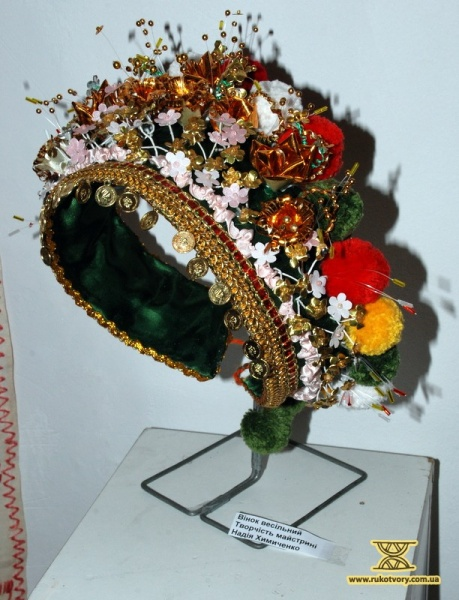 Вінок весільний
Творчість майстрині
Надія Химиченко
www.rukotvory.com.ua